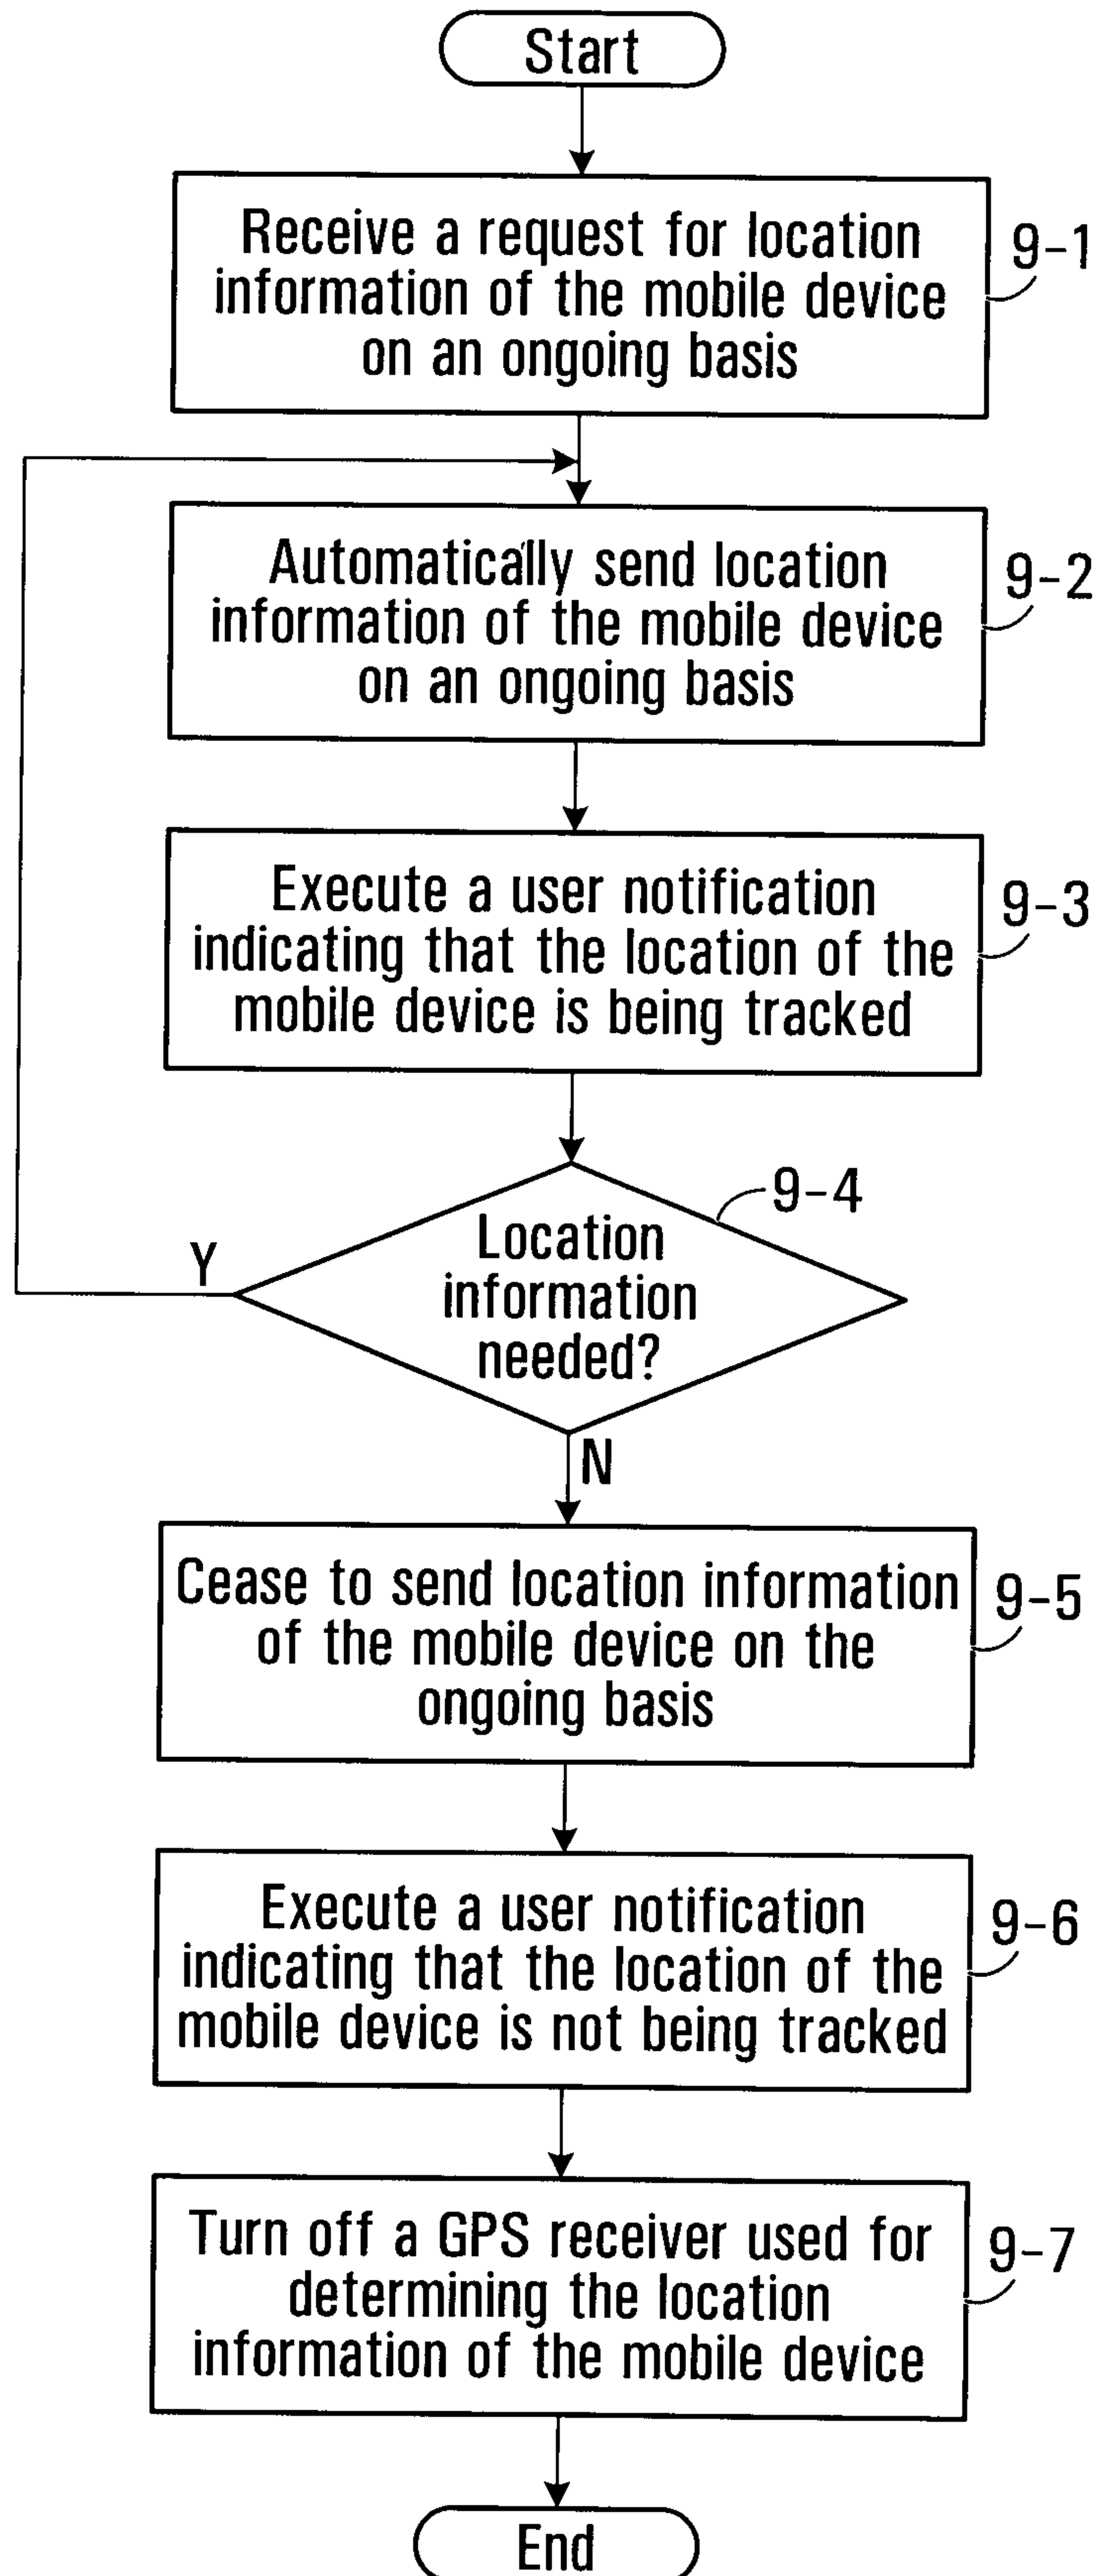 Start
Receive a request for location
information of the mobile device
on an ongoing basis
9-1
Automatically send location
information of the mobile device
on an ongoing basis
9-2
Execute a user notification
indicating that the location of the
mobile device is being tracked
9-3
9-4
Location
information
needed?
Y
N
Cease to send location information
of the mobile device on the
ongoing basis
9-5
Execute a user notification
indicating that the location of the
mobile device is not being tracked
9-6
Turn off a GPS receiver used for
determining the location
information of the mobile device
9-7
End